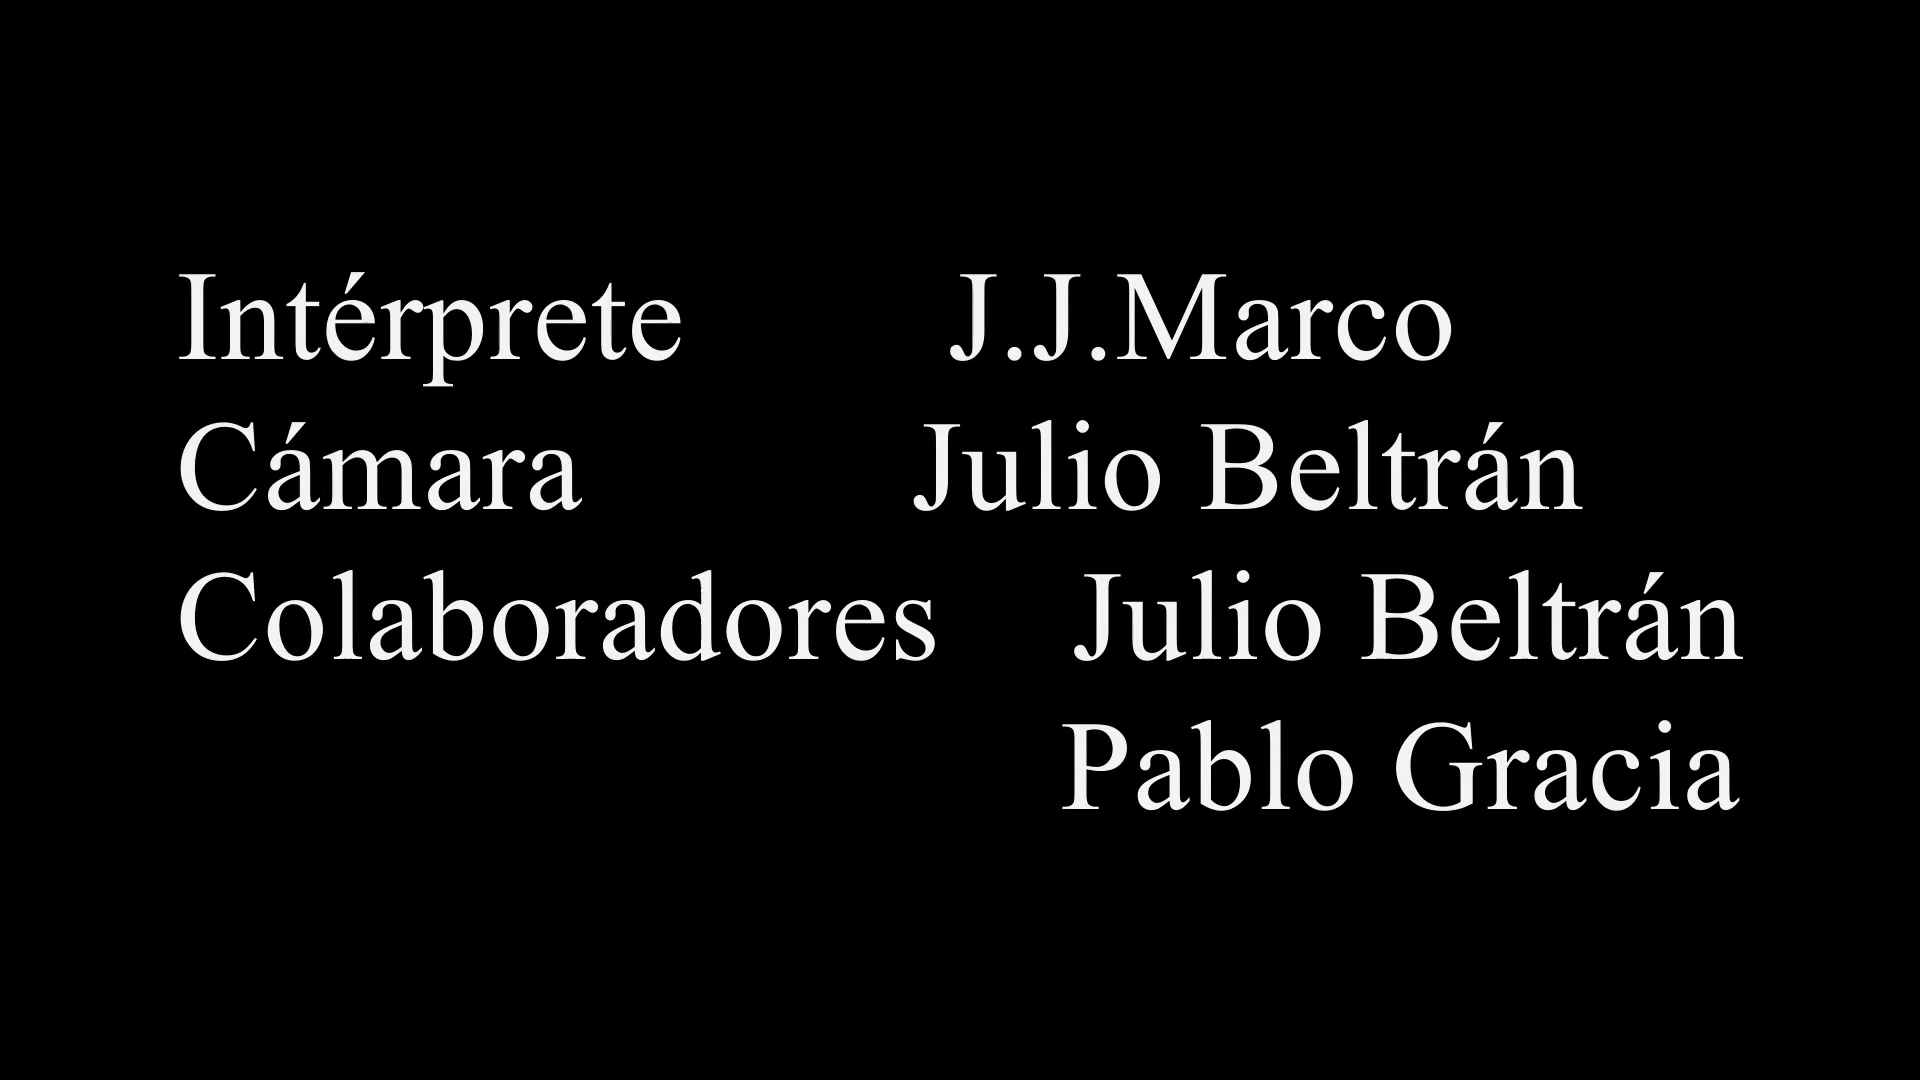 Intérprete J.J.Marco
Cámara Julio Beltrán
Colaboradores Julio Beltrán
Pablo Gracia